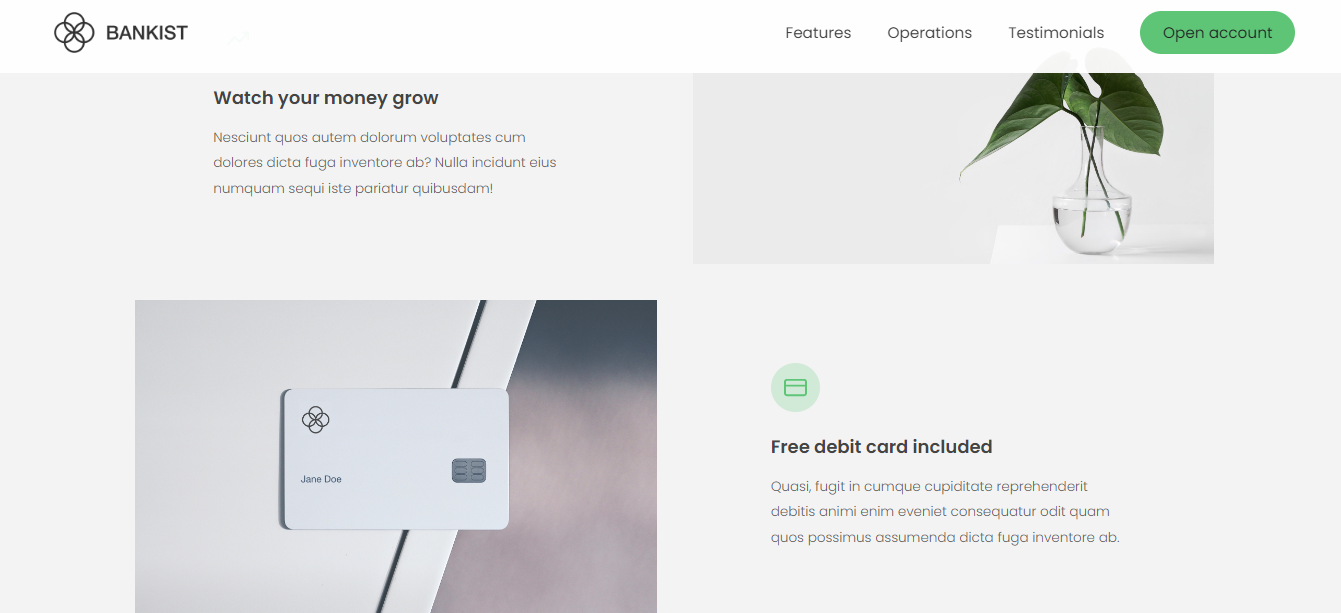 BANKIST
Features
Operations
Testimonials
Open account
Watch your money grow
Nesciunt quos autem dolorum voluptates cum
dolores dicta fuga inventore ab? Nulla incidunt eius
numquam sequi iste pariatur quibusdam!
Jane Doe
Free debit card included
Quasi, fugit in cumque cupiditate reprehenderit
debitis animi enim eveniet consequatur odit quam
quos possimus assumenda dicta fuga inventore ab.